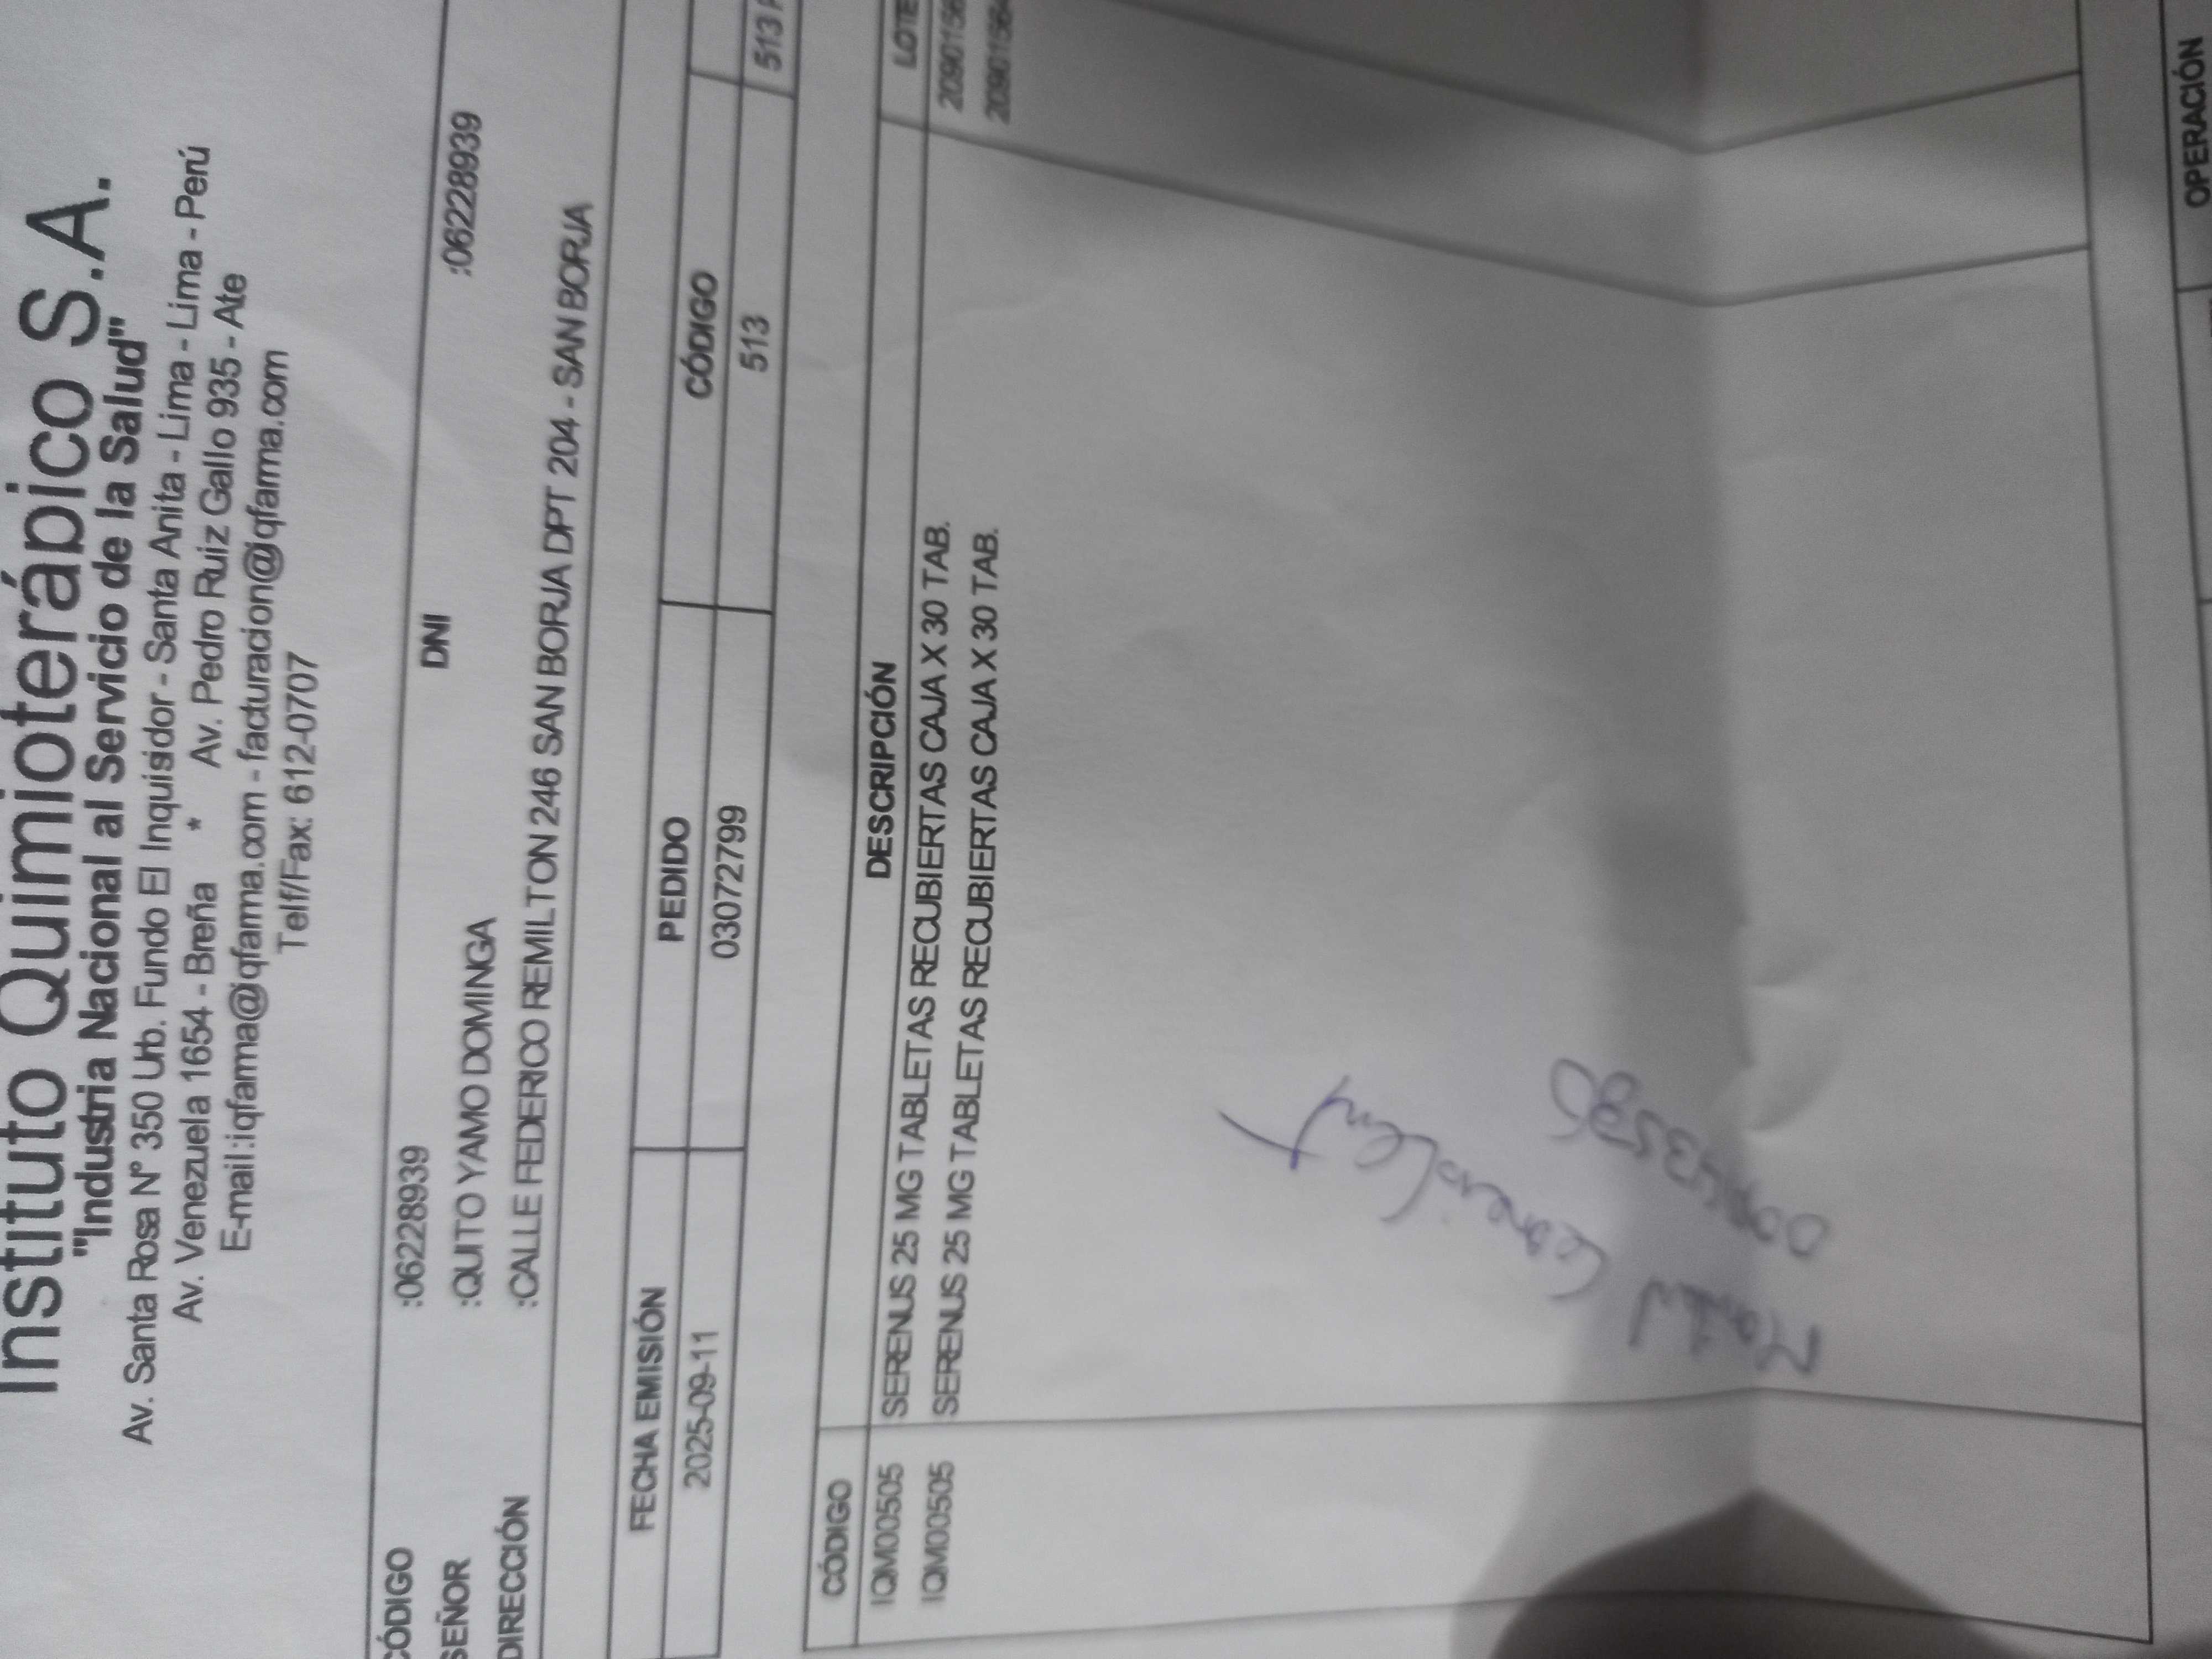 Instituto Quimioterápico S.A.
"Industria Nacional al Servicio de la Salud"
Av. Santa Rosa Nº 350 Urb. Fundo El Inquisidor - Santa Anita - Lima - Lima - Perú
Av. Venezuela 1654 - Breña * Av. Pedro Ruiz Gallo 935 - Ate
E-mail:iqfarma@iqfarma.com - facturacion@iqfarma.com
Telf/Fax: 612-0707
CÓDIGO :06228939
SEÑOR :QUITO YAMO DOMINGA DNI :06228939
DIRECCIÓN :CALLE FEDERICO REMILTON 246 SAN BORJA DPT 204 - SAN BORJA
FECHA EMISIÓN PEDIDO CÓDIGO
2025-09-11 03072799 513 513
CÓDIGO DESCRIPCIÓN LOTE
IQM00505 SERENUS 25 MG TABLETAS RECUBIERTAS CAJA X 30 TAB.
IQM00505 SERENUS 25 MG TABLETAS RECUBIERTAS CAJA X 30 TAB.
OPERACIÓN